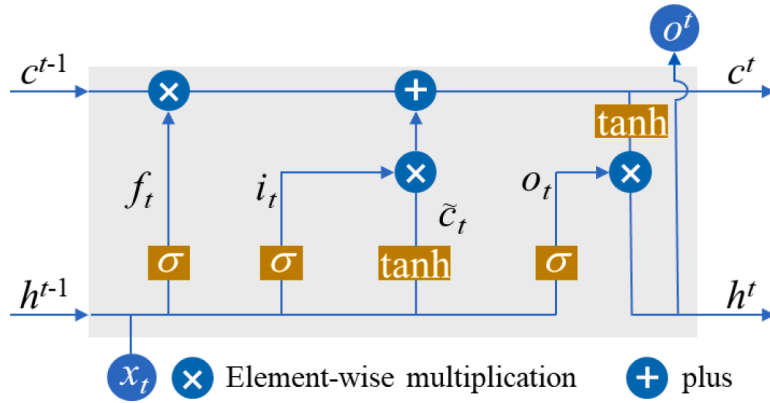 o^t
c^{t-1} × + c^t
tanh
× ×
f_t i_t o_t
c̃_t
σ σ tanh σ
h^{t-1} h^t
x_t × Element-wise multiplication + plus